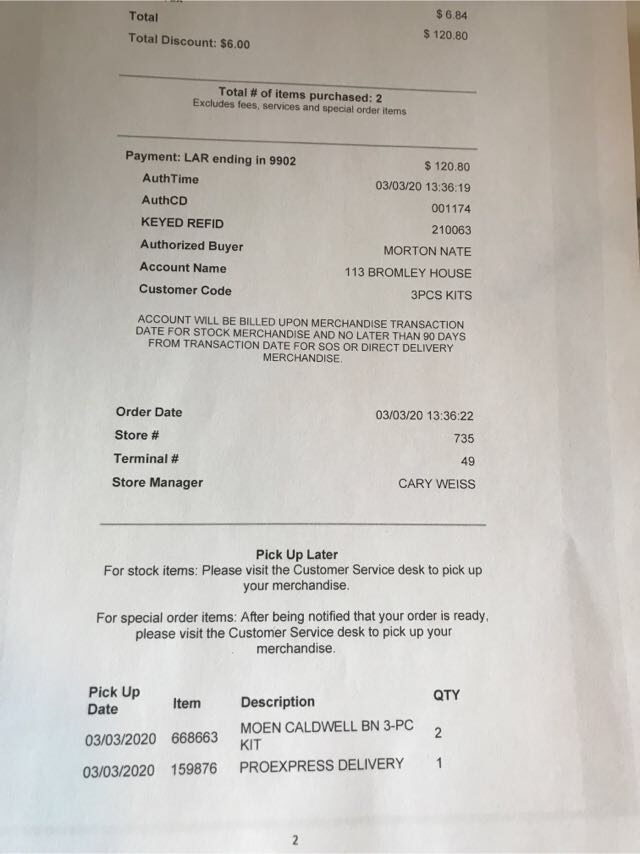 Total $ 6.84
Total Discount: $6.00 $ 120.80
Total # of items purchased: 2
Excludes fees, services and special order items
Payment: LAR ending in 9902 $ 120.80
AuthTime 03/03/20 13:36:19
AuthCD 001174
KEYED REFID 210063
Authorized Buyer MORTON NATE
Account Name 113 BROMLEY HOUSE
Customer Code 3PCS KITS
ACCOUNT WILL BE BILLED UPON MERCHANDISE TRANSACTION
DATE FOR STOCK MERCHANDISE AND NO LATER THAN 90 DAYS
FROM TRANSACTION DATE FOR SOS OR DIRECT DELIVERY
MERCHANDISE.
Order Date 03/03/20 13:36:22
Store # 735
Terminal # 49
Store Manager CARY WEISS
Pick Up Later
For stock items: Please visit the Customer Service desk to pick up
your merchandise.
For special order items: After being notified that your order is ready,
please visit the Customer Service desk to pick up your
merchandise.
Pick Up
Date Item Description QTY
03/03/2020 668663 MOEN CALDWELL BN 3-PC
KIT 2
03/03/2020 159876 PROEXPRESS DELIVERY 1
2